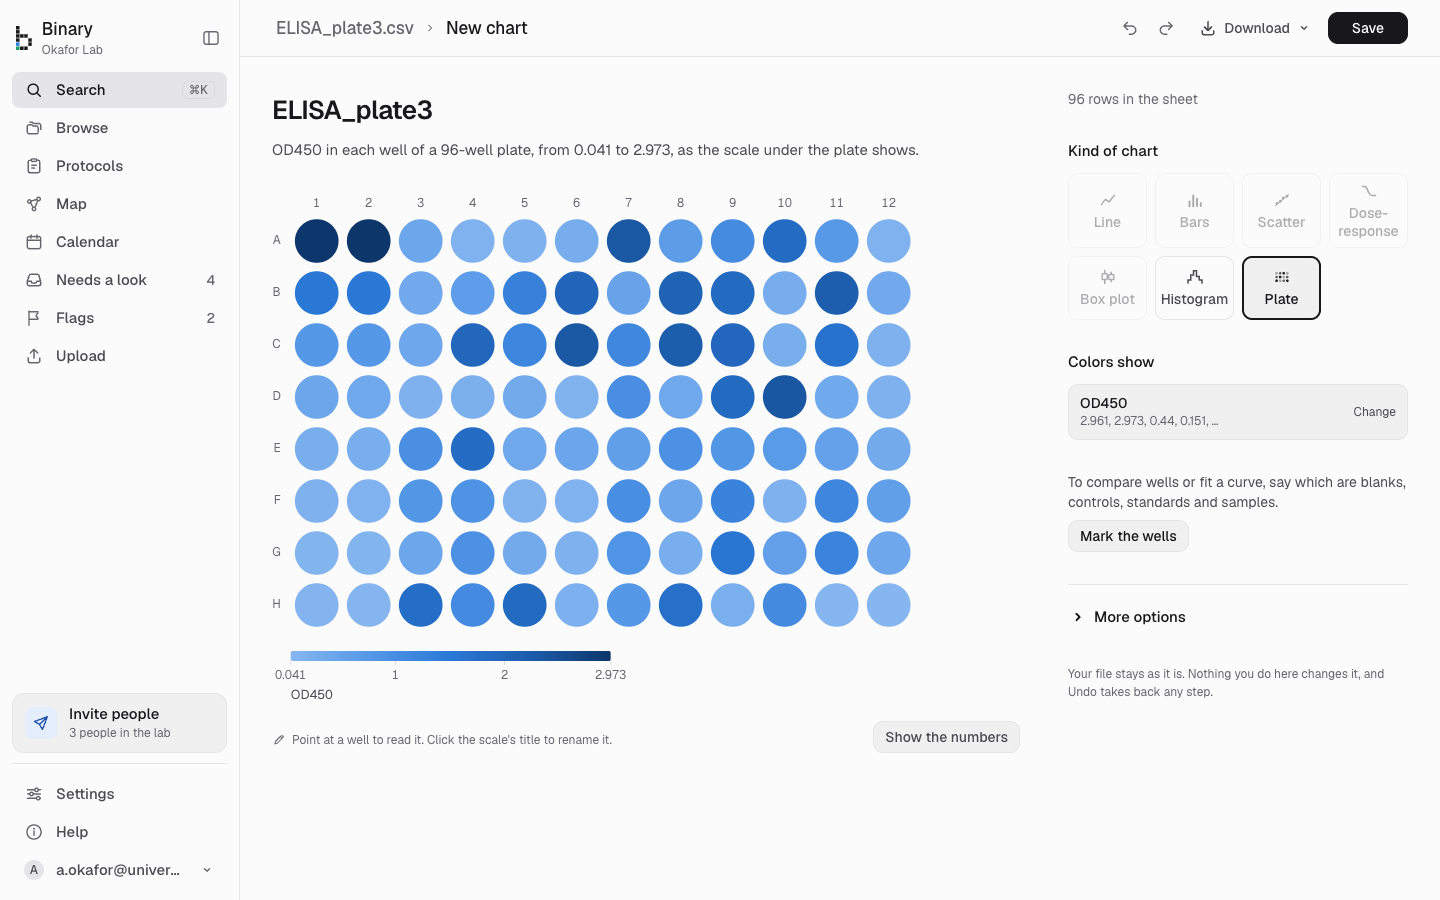 Binary
Okafor Lab
Search ⌘K
Browse
Protocols
Map
Calendar
Needs a look 4
Flags 2
Upload
Invite people
3 people in the lab
Settings
Help
A a.okafor@univer...
ELISA_plate3.csv › New chart
Download
Save
ELISA_plate3
OD450 in each well of a 96-well plate, from 0.041 to 2.973, as the scale under the plate shows.
1 2 3 4 5 6 7 8 9 10 11 12
A
B
C
D
E
F
G
H
0.041 1 2 2.973
OD450
Point at a well to read it. Click the scale's title to rename it.
Show the numbers
96 rows in the sheet
Kind of chart
Line
Bars
Scatter
Dose-
response
Box plot
Histogram
Plate
Colors show
OD450
2.961, 2.973, 0.44, 0.151, ...
Change
To compare wells or fit a curve, say which are blanks,
controls, standards and samples.
Mark the wells
More options
Your file stays as it is. Nothing you do here changes it, and
Undo takes back any step.